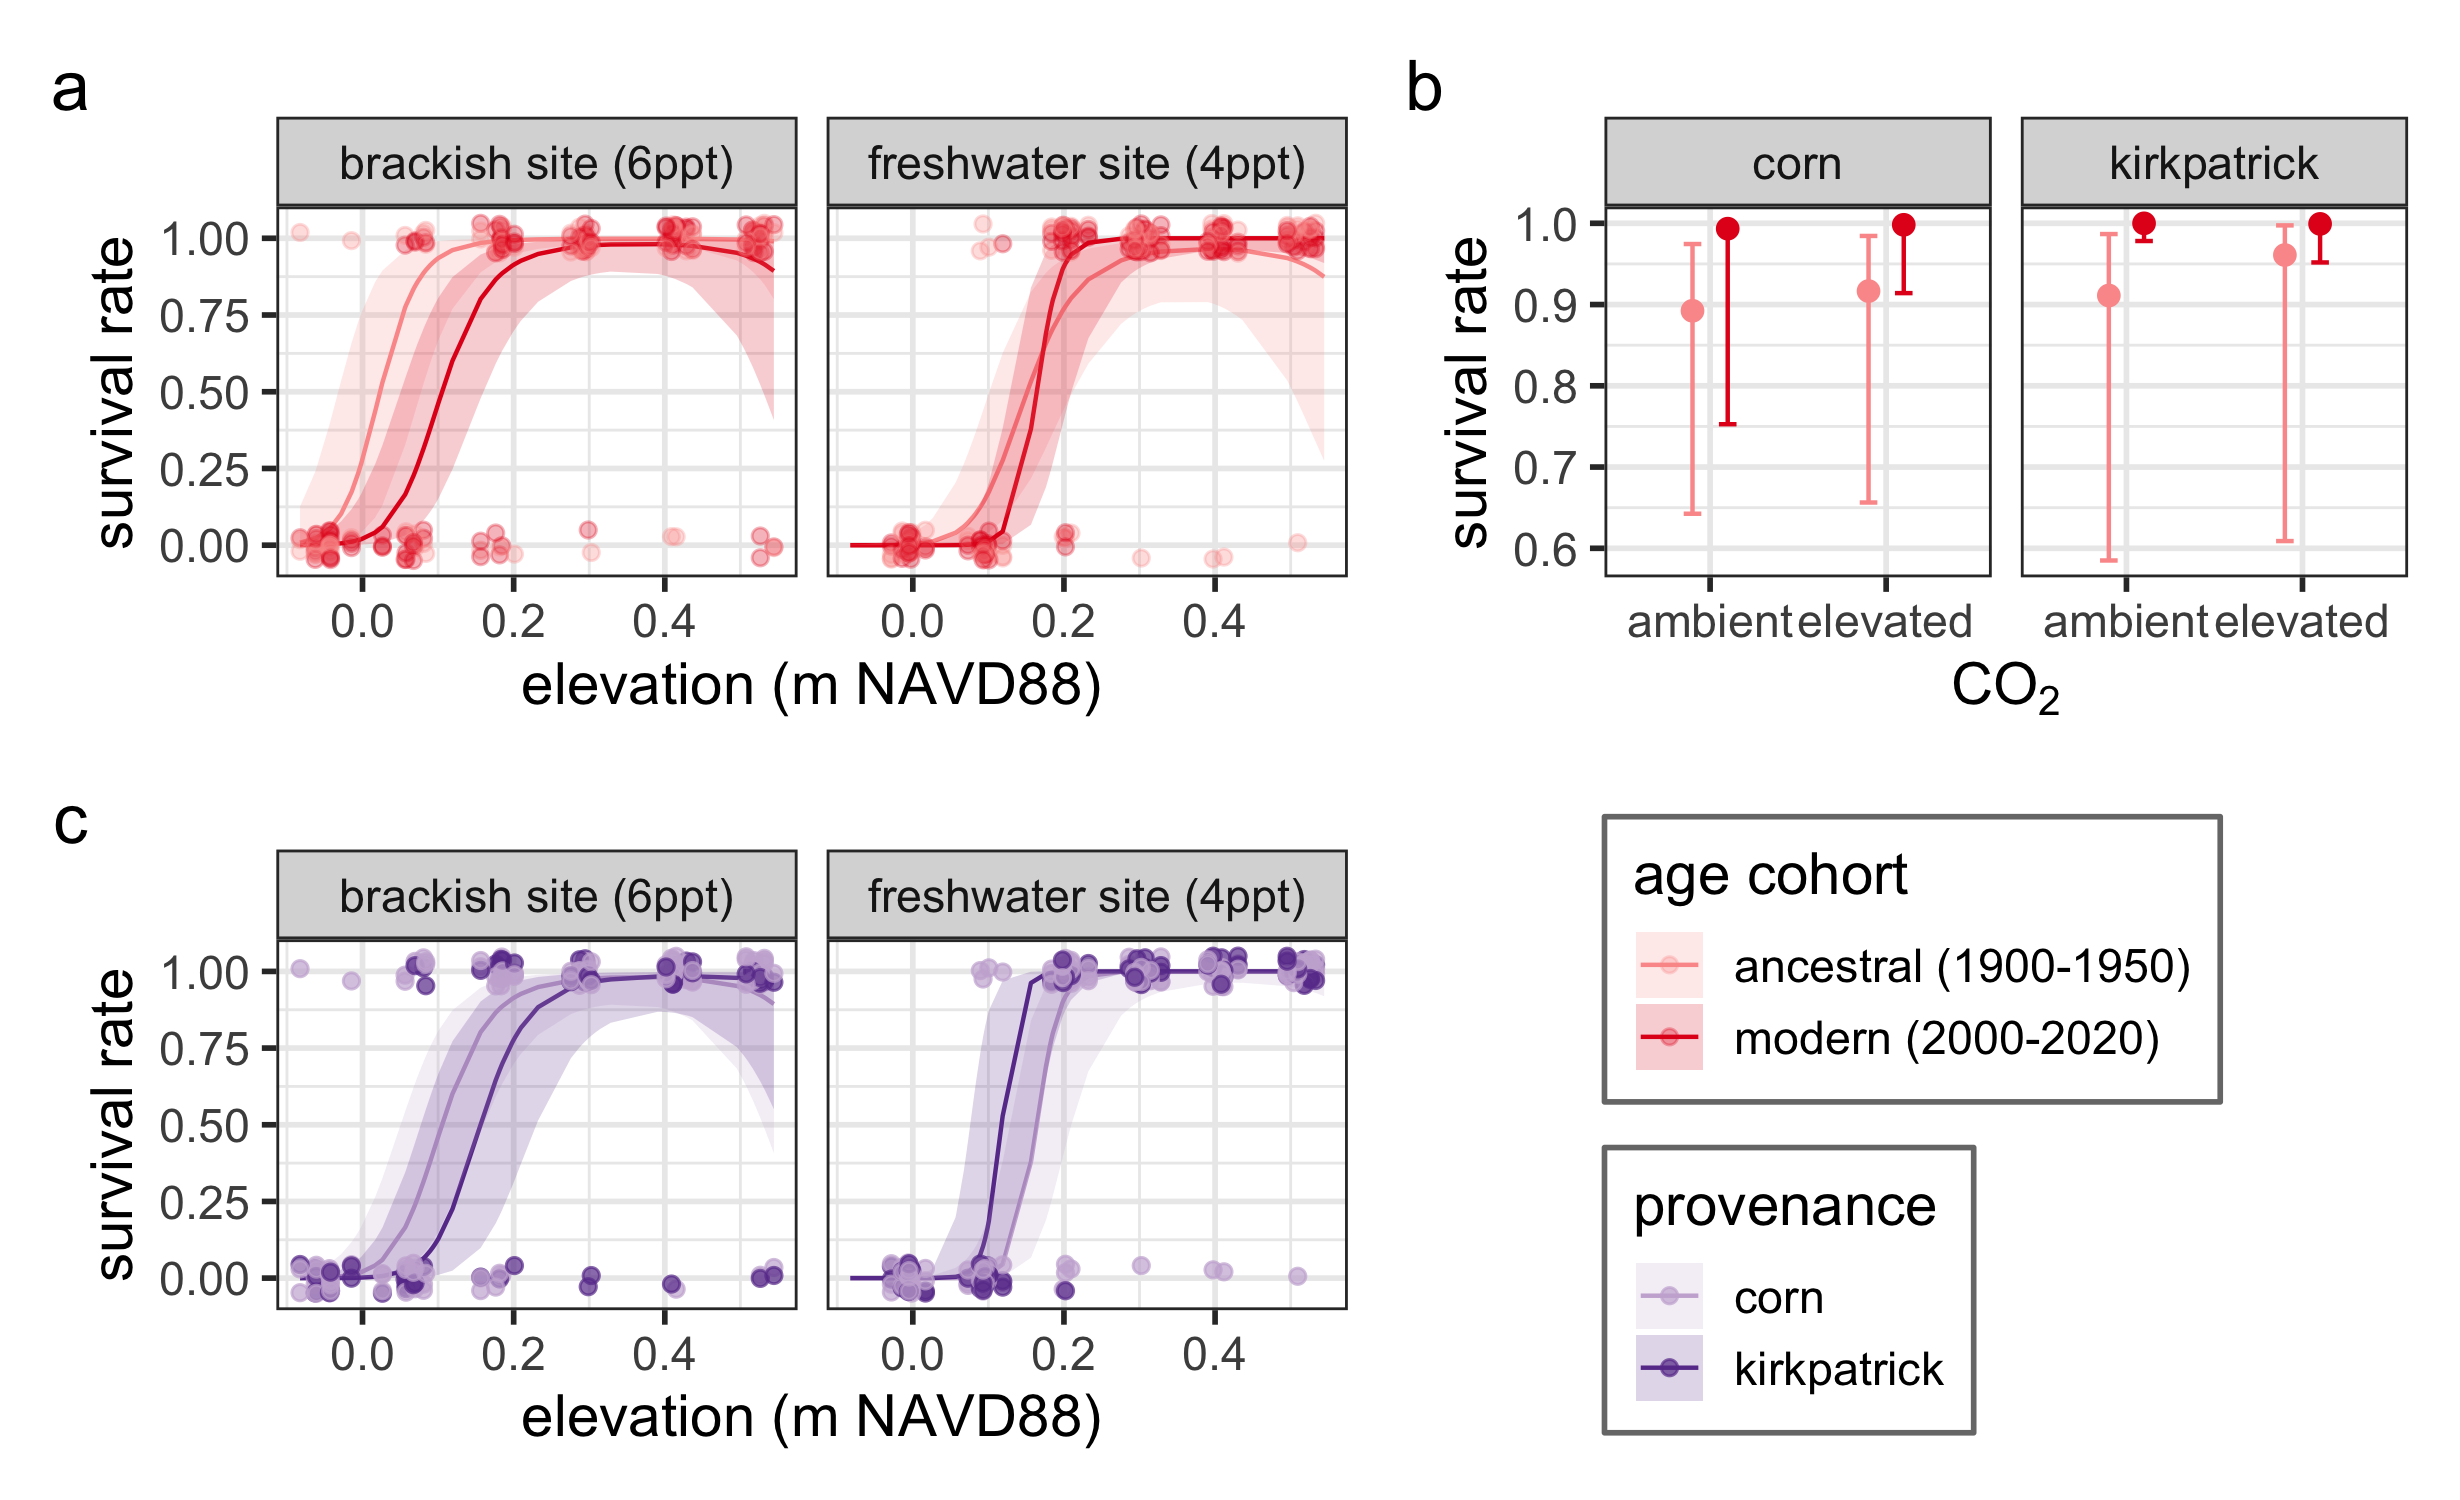 a
brackish site (6ppt)
freshwater site (4ppt)
survival rate
1.00
0.75
0.50
0.25
0.00
0.0
0.2
0.4
0.0
0.2
0.4
elevation (m NAVD88)
b
corn
kirkpatrick
survival rate
1.0
0.9
0.8
0.7
0.6
ambient
elevated
ambient
elevated
CO₂
c
brackish site (6ppt)
freshwater site (4ppt)
survival rate
1.00
0.75
0.50
0.25
0.00
0.0
0.2
0.4
0.0
0.2
0.4
elevation (m NAVD88)
age cohort
ancestral (1900-1950)
modern (2000-2020)
provenance
corn
kirkpatrick